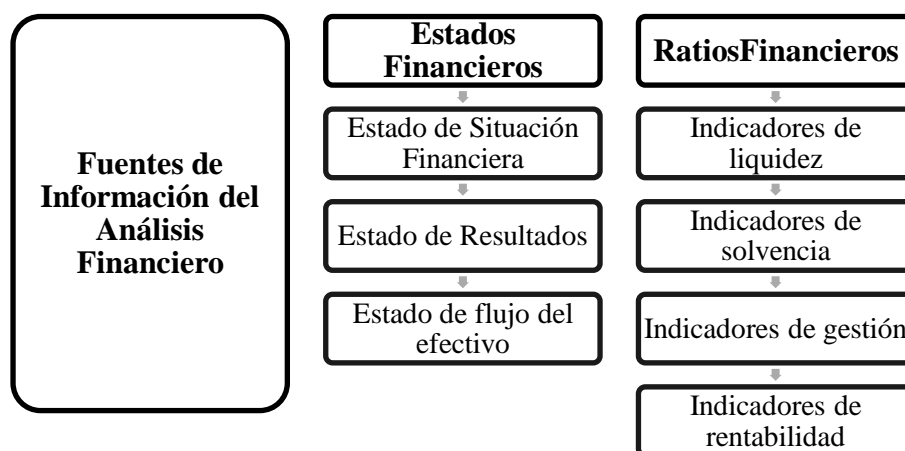 Fuentes de
Información del
Análisis
Financiero
Estados
Financieros
Estado de Situación
Financiera
Estado de Resultados
Estado de flujo del
efectivo
RatiosFinancieros
Indicadores de
liquidez
Indicadores de
solvencia
Indicadores de gestión
Indicadores de
rentabilidad